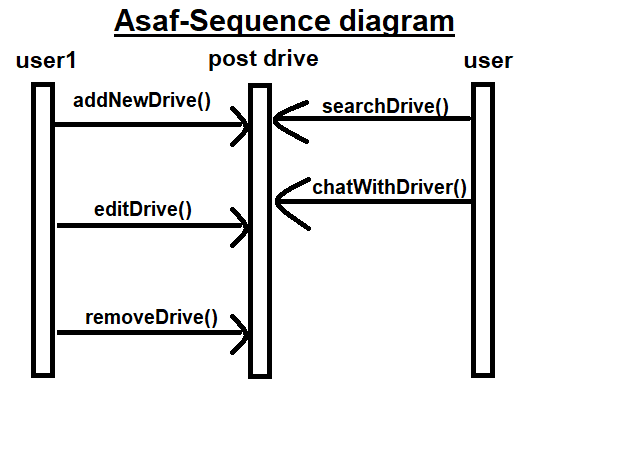 Asaf-Sequence diagram
user1
post drive
user
addNewDrive()
searchDrive()
chatWithDriver()
editDrive()
removeDrive()